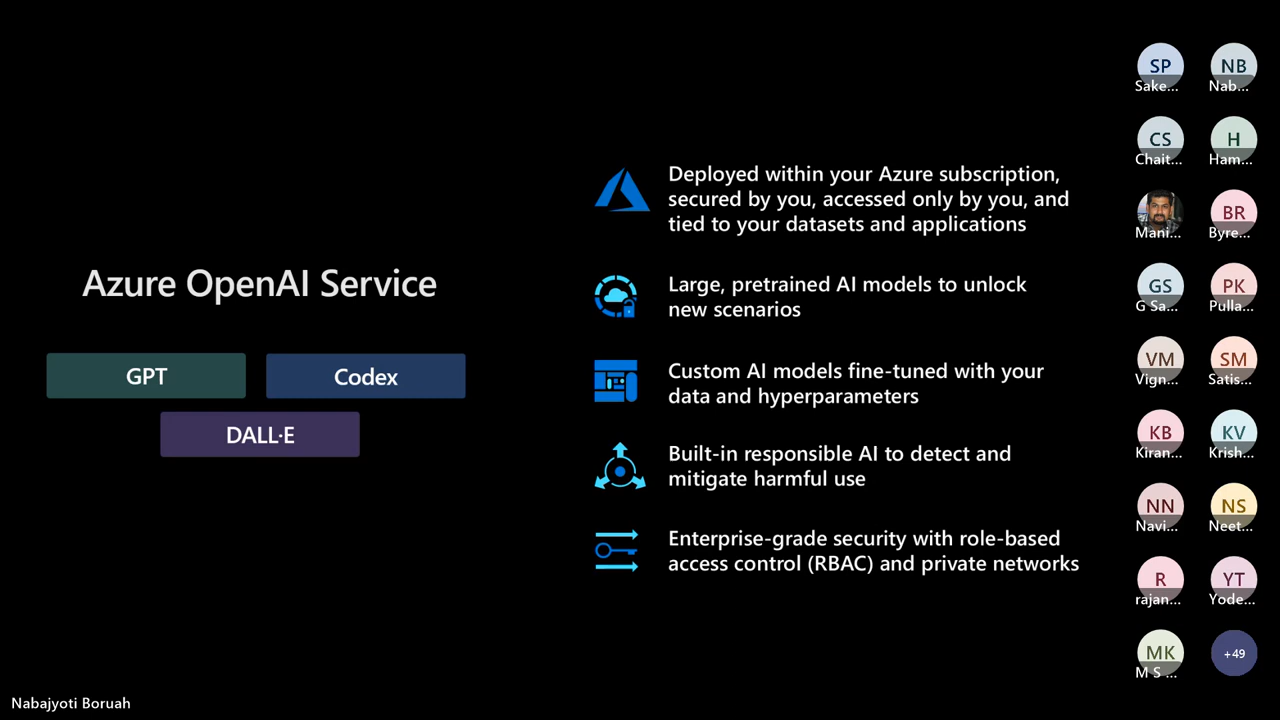 Azure OpenAI Service
GPT
Codex
DALL·E
Deployed within your Azure subscription,
secured by you, accessed only by you, and
tied to your datasets and applications
Large, pretrained AI models to unlock
new scenarios
Custom AI models fine-tuned with your
data and hyperparameters
Built-in responsible AI to detect and
mitigate harmful use
Enterprise-grade security with role-based
access control (RBAC) and private networks
SP
Sake...
NB
Nab...
CS
Chait...
H
Ham...
Mani...
BR
Byre...
GS
G Sa...
PK
Pulla...
VM
Vign...
SM
Satis...
KB
Kiran...
KV
Krish...
NN
Navi...
NS
Neet...
R
rajan...
YT
Yode...
MK
M S ...
+49
Nabajyoti Boruah